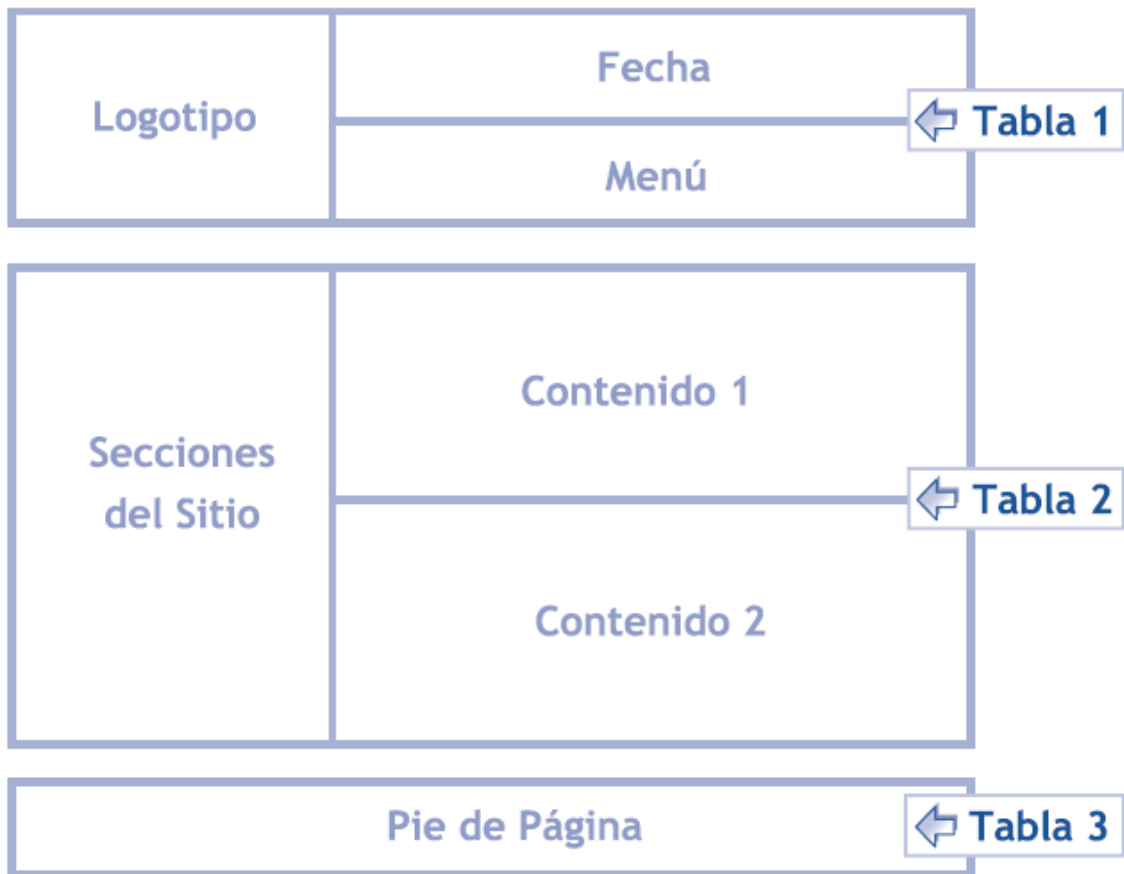 Logotipo
Fecha
Menú
Tabla 1
Secciones
del Sitio
Contenido 1
Contenido 2
Tabla 2
Pie de Página
Tabla 3